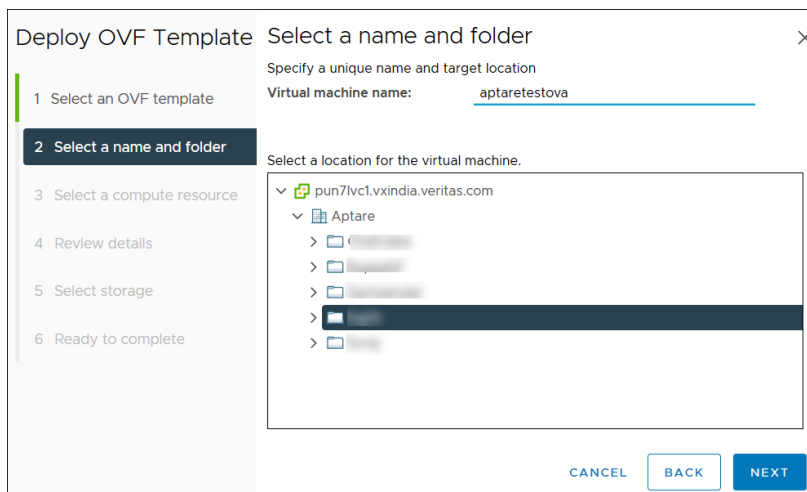 Deploy OVF Template
1 Select an OVF template
2 Select a name and folder
3 Select a compute resource
4 Review details
5 Select storage
6 Ready to complete
Select a name and folder
Specify a unique name and target location
Virtual machine name: aptaretestova
Select a location for the virtual machine.
pun7lvc1.vxindia.veritas.com
Aptare
CANCEL BACK NEXT